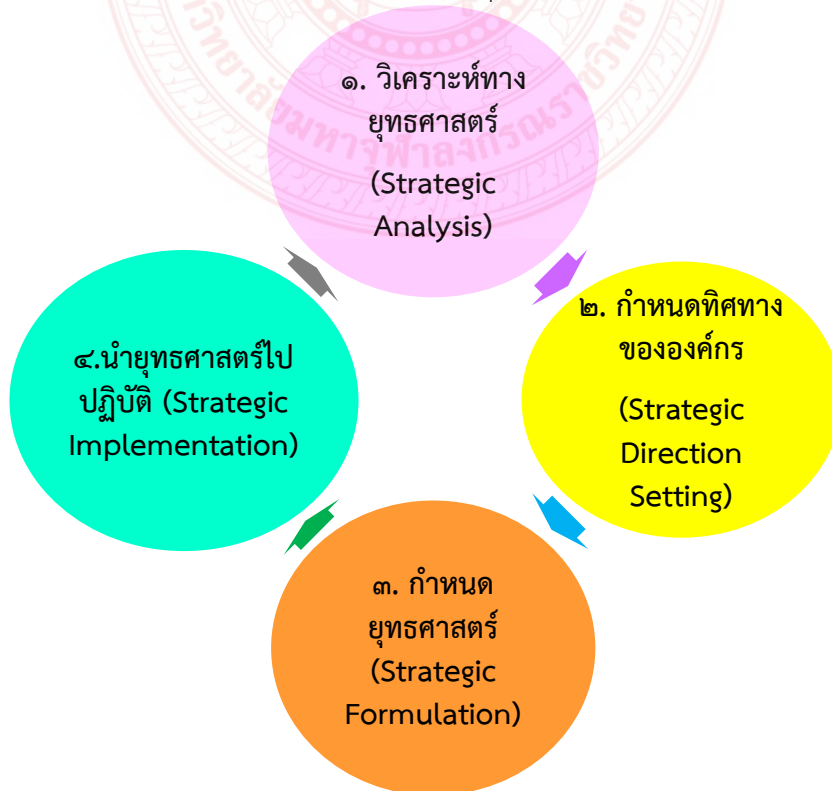 ๑. วิเคราะห์ทาง
ยุทธศาสตร์
(Strategic
Analysis)
๒. กำหนดทิศทาง
ขององค์กร
(Strategic
Direction
Setting)
๓. กำหนด
ยุทธศาสตร์
(Strategic
Formulation)
๔.นำยุทธศาสตร์ไป
ปฏิบัติ (Strategic
Implementation)